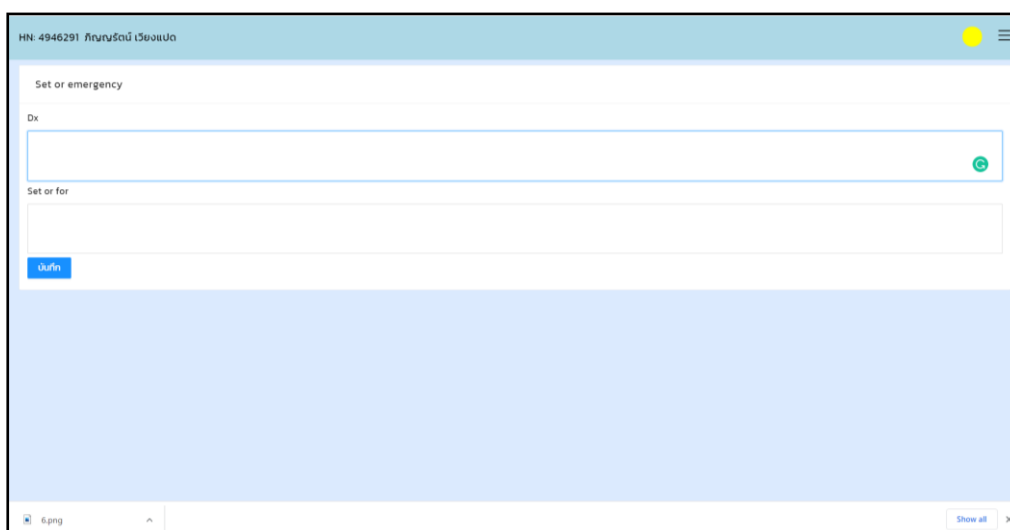 HN: 4946291 ภิญญรัตน์ เวียงแปด
Set or emergency
Dx
Set or for
บันทึก
6.png
Show all